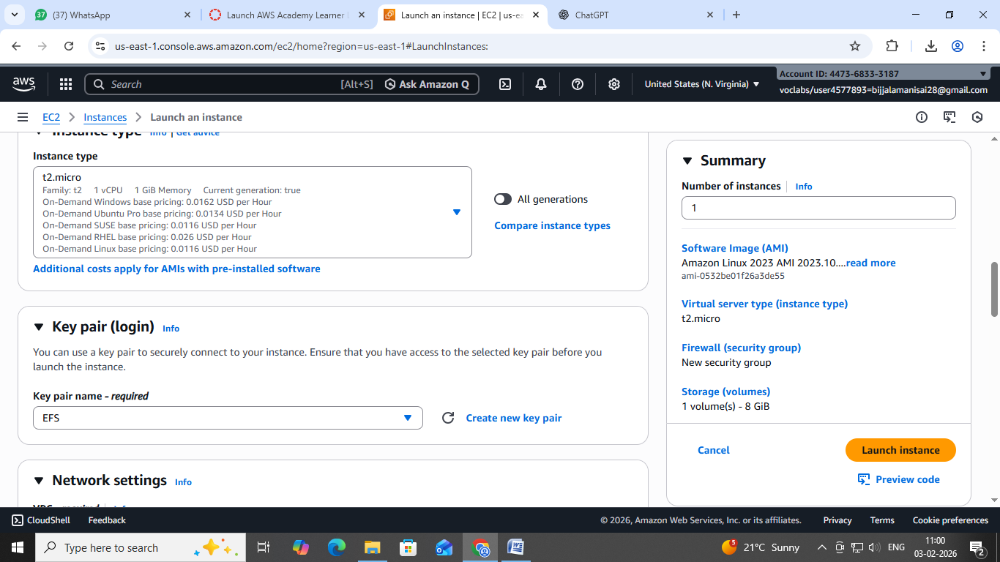 37
(37) WhatsApp
Launch AWS Academy Learner L
Launch an instance | EC2 | us-ea
ChatGPT
us-east-1.console.aws.amazon.com/ec2/home?region=us-east-1#LaunchInstances:
aws
Search
[Alt+S]
Ask Amazon Q
United States (N. Virginia)
Account ID: 4473-6833-3187
voclabs/user4577893=bijjalamanisai28@gmail.com
EC2
Instances
Launch an instance
Instance type Info | Get advice
Instance type
t2.micro
Family: t2 1 vCPU 1 GiB Memory Current generation: true
On-Demand Windows base pricing: 0.0162 USD per Hour
On-Demand Ubuntu Pro base pricing: 0.0134 USD per Hour
On-Demand SUSE base pricing: 0.0116 USD per Hour
On-Demand RHEL base pricing: 0.026 USD per Hour
On-Demand Linux base pricing: 0.0116 USD per Hour
All generations
Compare instance types
Additional costs apply for AMIs with pre-installed software
Key pair (login) Info
You can use a key pair to securely connect to your instance. Ensure that you have access to the selected key pair before you
launch the instance.
Key pair name - required
EFS
Create new key pair
Network settings Info
VPC - required Info
Summary
Number of instances Info
1
Software Image (AMI)
Amazon Linux 2023 AMI 2023.10....read more
ami-0532be01f26a3de55
Virtual server type (instance type)
t2.micro
Firewall (security group)
New security group
Storage (volumes)
1 volume(s) - 8 GiB
Cancel
Launch instance
Preview code
CloudShell
Feedback
© 2026, Amazon Web Services, Inc. or its affiliates.
Privacy
Terms
Cookie preferences
Type here to search
5
21°C Sunny
ENG
11:00
03-02-2026
2